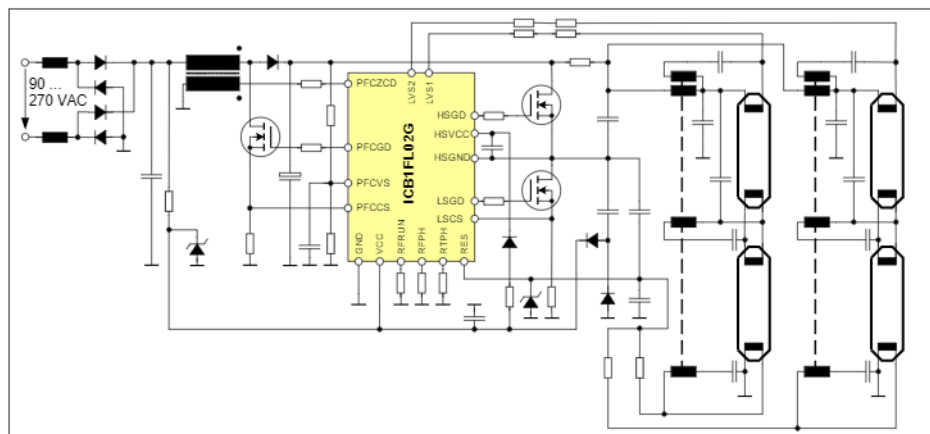 90 ...
270 VAC
PFCZCD
PFCGD
PFCVS
PFCCS
LVS2
LVS1
ICB1FL02G
HSGD
HSVCC
HSGND
LSGD
LSCS
GND
VCC
RFRUN
RFPH
RTPH
RES